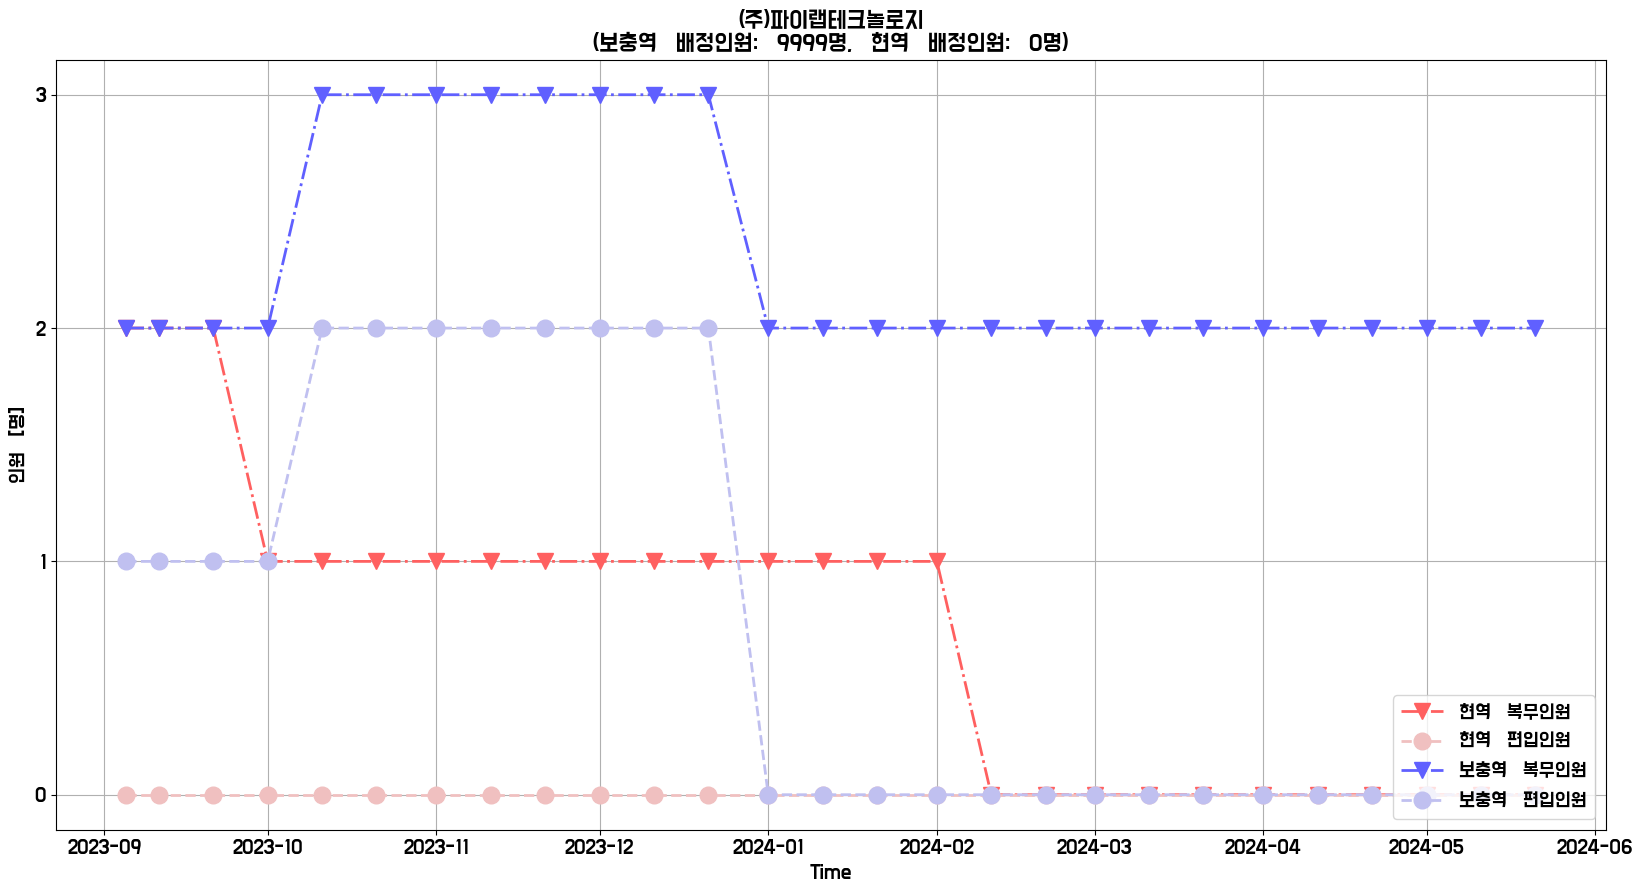 (주)파이랩테크놀로지
(보충역 배정인원: 9999명, 현역 배정인원: 0명)
3
2
1
0
인원 [명]
현역 복무인원
현역 편입인원
보충역 복무인원
보충역 편입인원
2023-09 2023-10 2023-11 2023-12 2024-01 2024-02 2024-03 2024-04 2024-05 2024-06
Time